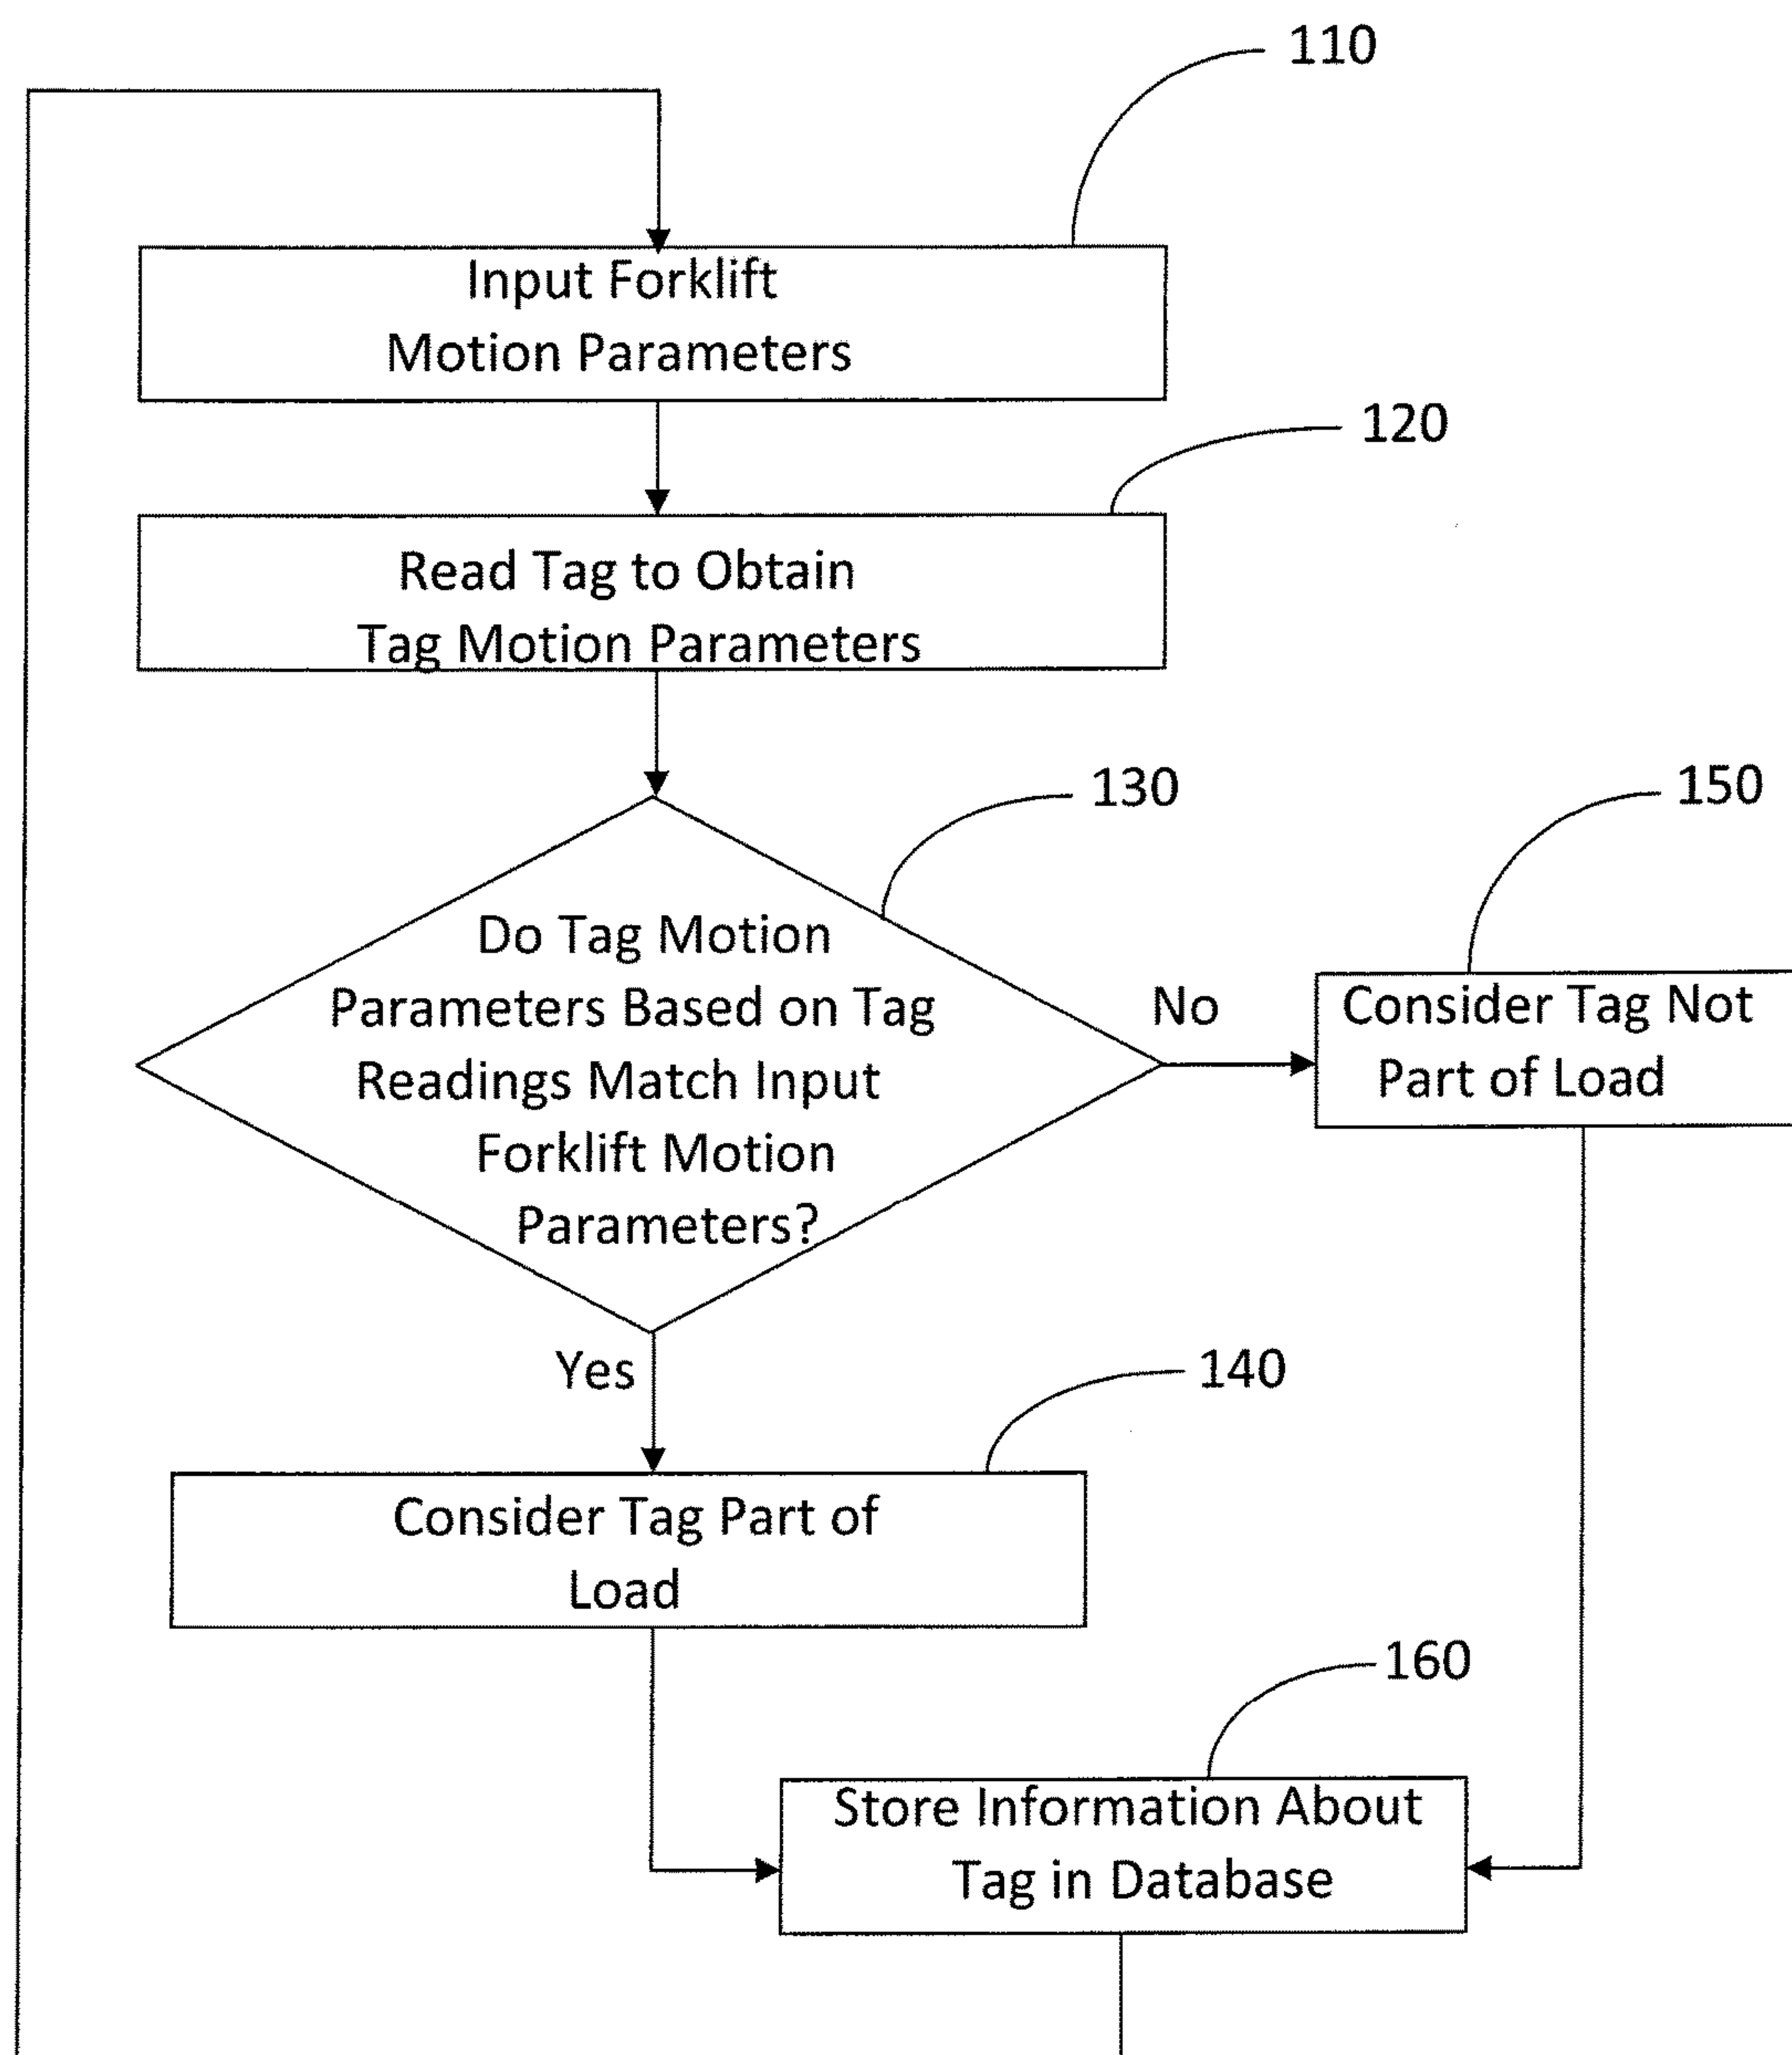 110
Input Forklift
Motion Parameters
120
Read Tag to Obtain
Tag Motion Parameters
130
Do Tag Motion
Parameters Based on Tag
Readings Match Input
Forklift Motion
Parameters?
No
150
Consider Tag Not
Part of Load
Yes
140
Consider Tag Part of
Load
160
Store Information About
Tag in Database